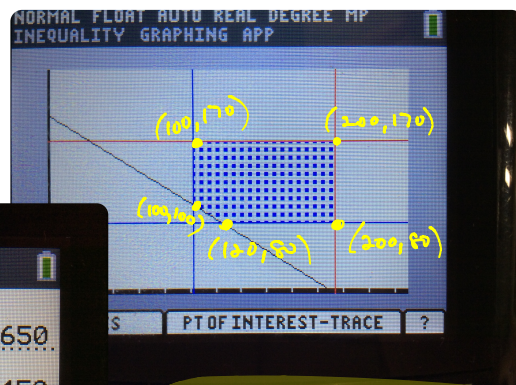 NORMAL FLOAT AUTO REAL DEGREE MP
INEQUALITY GRAPHING APP
(100,170)
(200,170)
(100,100)
(120,80)
(200,80)
S
PT OF INTEREST-TRACE
?
650